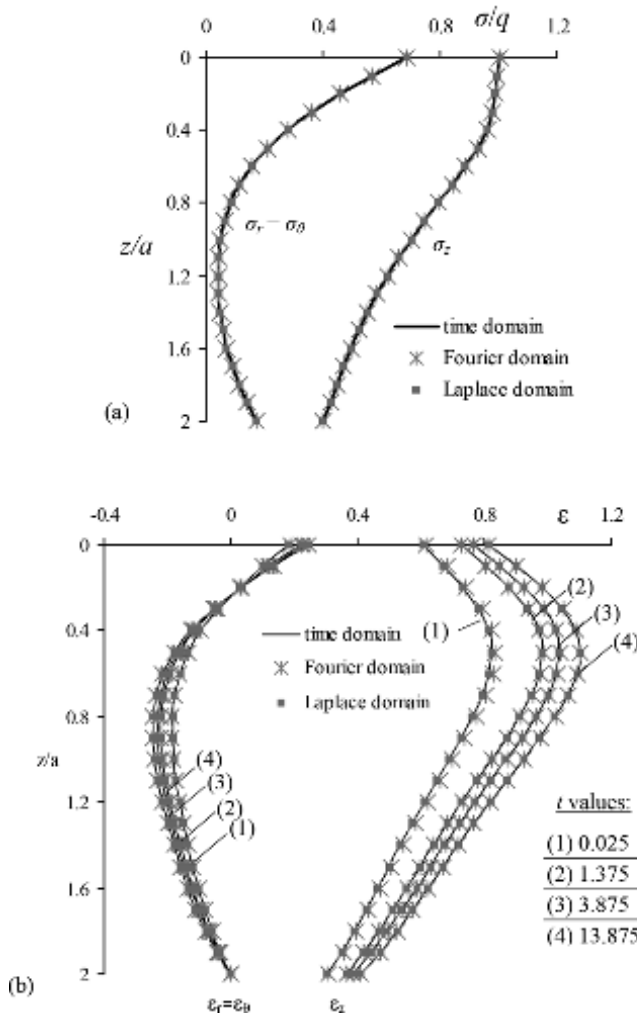 0 0.4 0.8 σ/q 1.2
0
0.4
0.8
z/a
1.2
1.6
2
σr − σθ
σz
time domain
Fourier domain
Laplace domain
(a)
-0.4 0 0.4 0.8 ε 1.2
0
0.4
0.8
z/a
1.2
1.6
2
time domain
Fourier domain
Laplace domain
(1)
(2)
(3)
(4)
(4)
(3)
(2)
(1)
t values:
(1) 0.025
(2) 1.375
(3) 3.875
(4) 13.875
(b)
εr=εθ εz